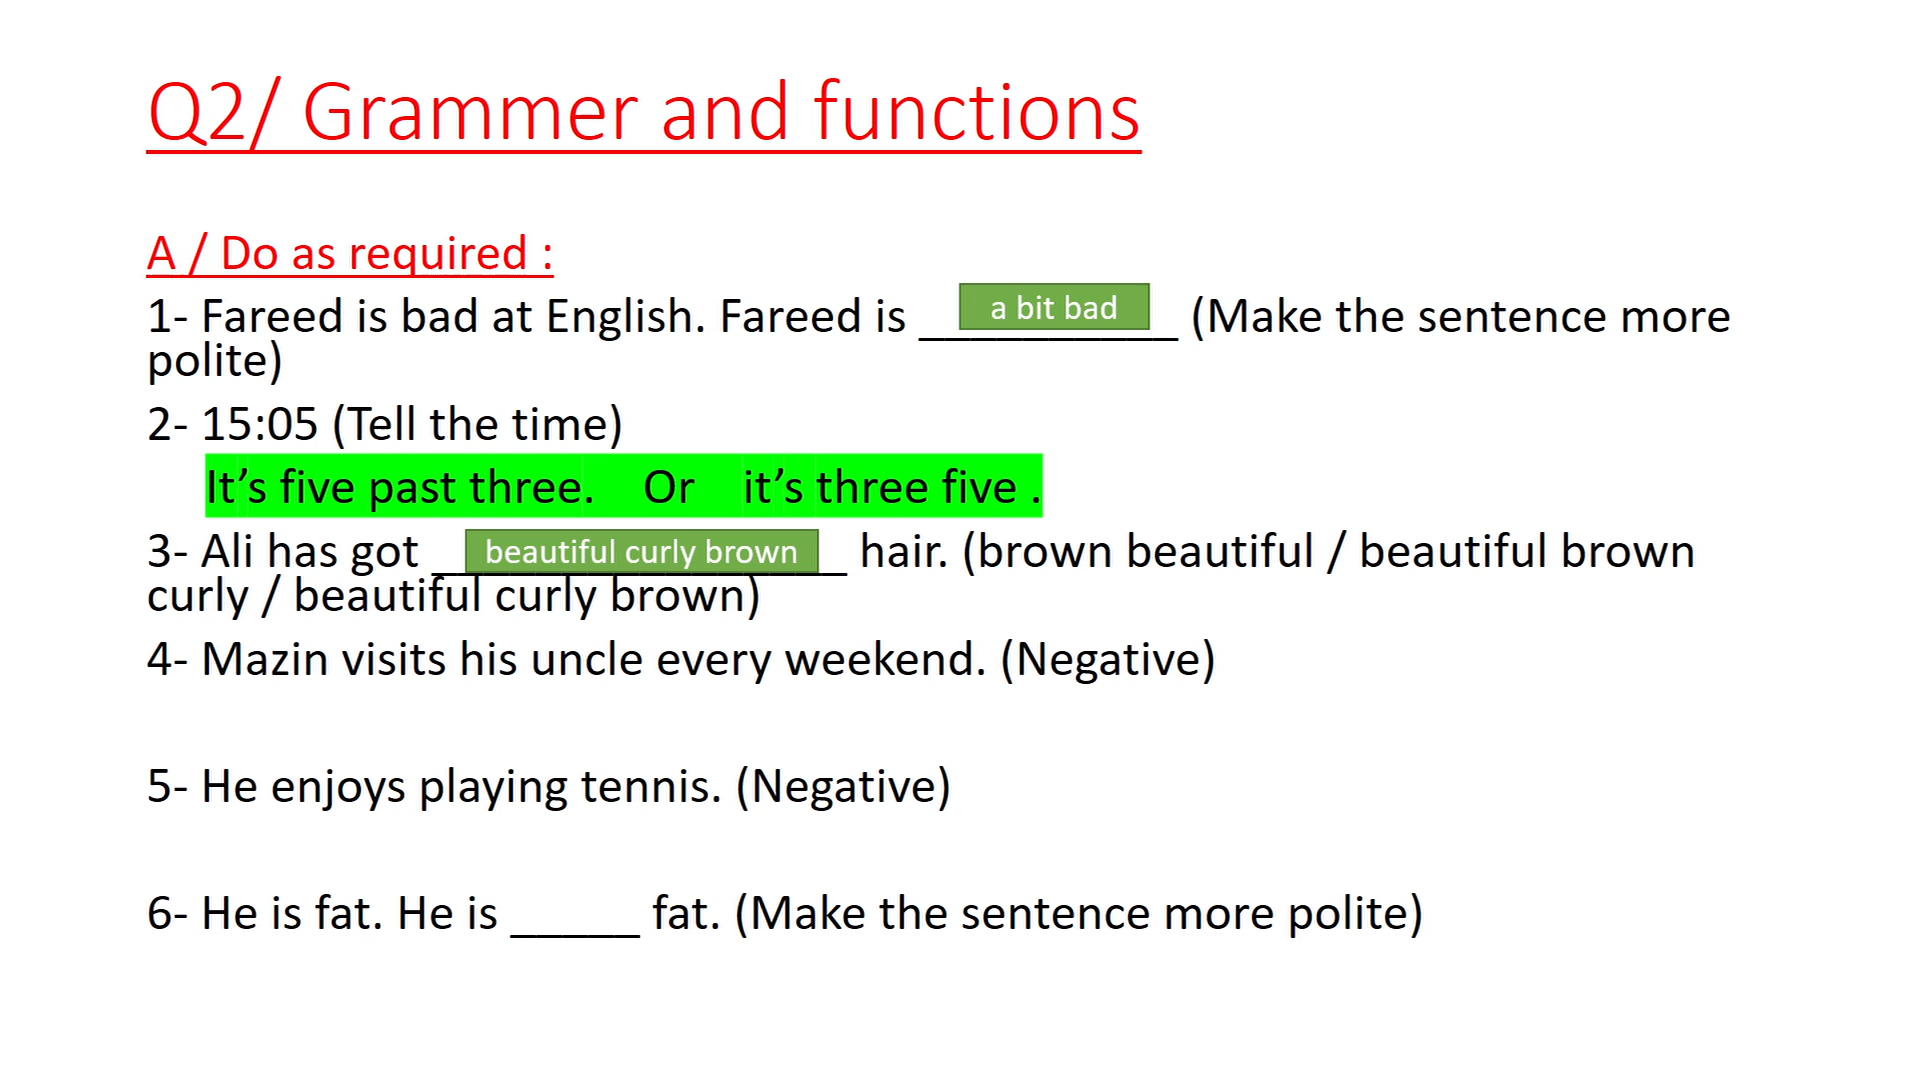 Q2/ Grammer and functions
A / Do as required :
1- Fareed is bad at English. Fareed is __________ a bit bad (Make the sentence more
polite)
2- 15:05 (Tell the time)
It’s five past three. Or it’s three five .
3- Ali has got ________________ beautiful curly brown hair. (brown beautiful / beautiful brown
curly / beautiful curly brown)
4- Mazin visits his uncle every weekend. (Negative)
5- He enjoys playing tennis. (Negative)
6- He is fat. He is _____ fat. (Make the sentence more polite)